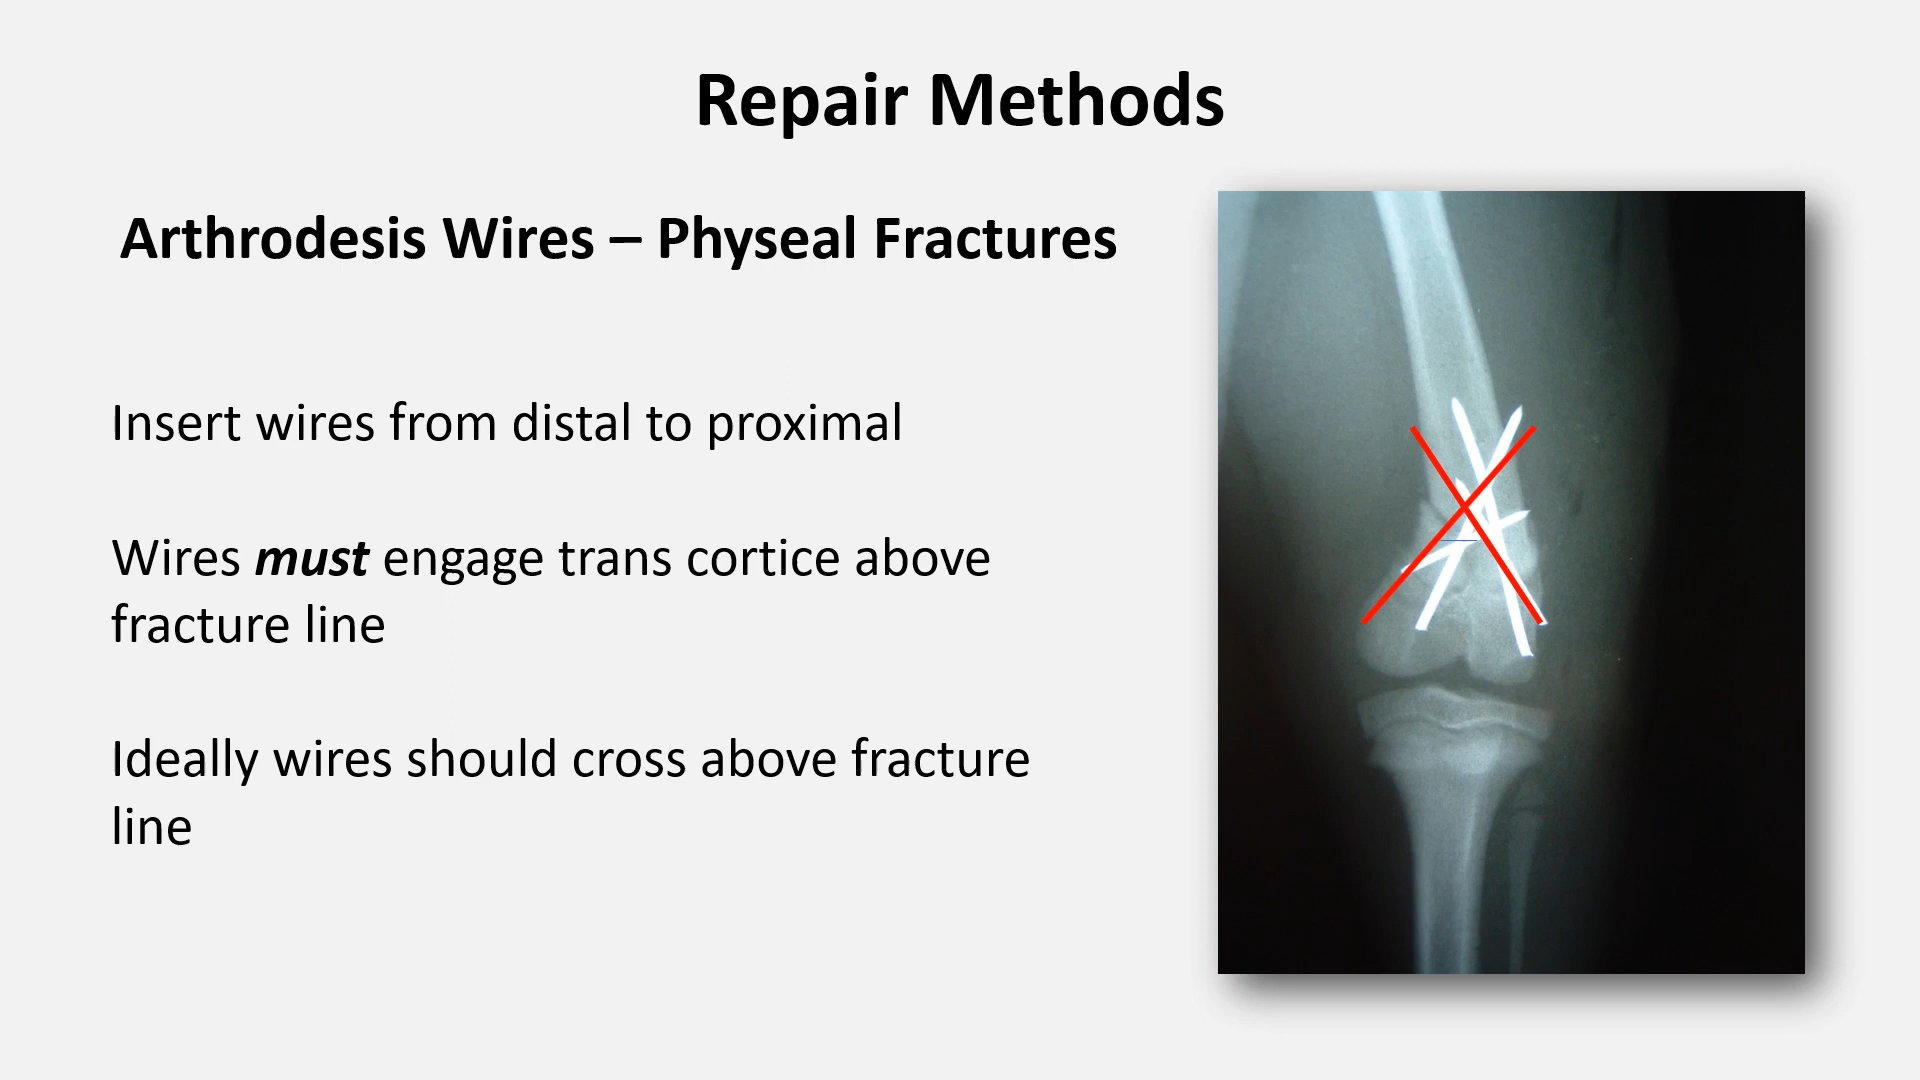 Repair Methods
Arthrodesis Wires – Physeal Fractures
Insert wires from distal to proximal
Wires must engage trans cortice above
fracture line
Ideally wires should cross above fracture
line